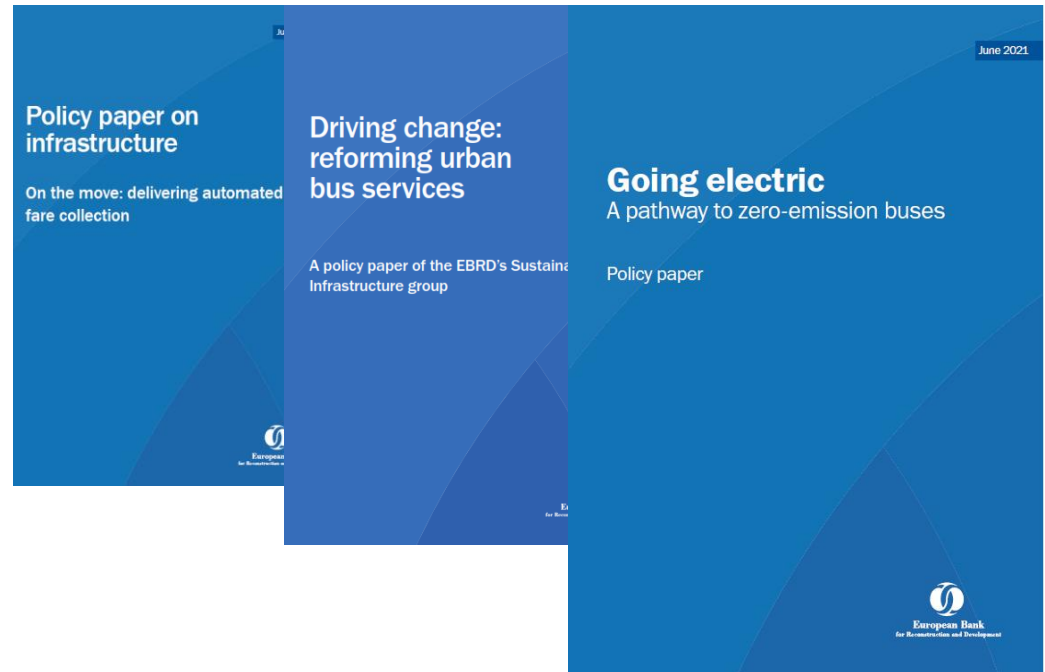 Policy paper on
infrastructure
On the move: delivering automated
fare collection
European
Driving change:
reforming urban
bus services
A policy paper of the EBRD's Sustaina
Infrastructure group
June 2021
Going electric
A pathway to zero-emission buses
Policy paper
European Bank
for Reconstruction and Development